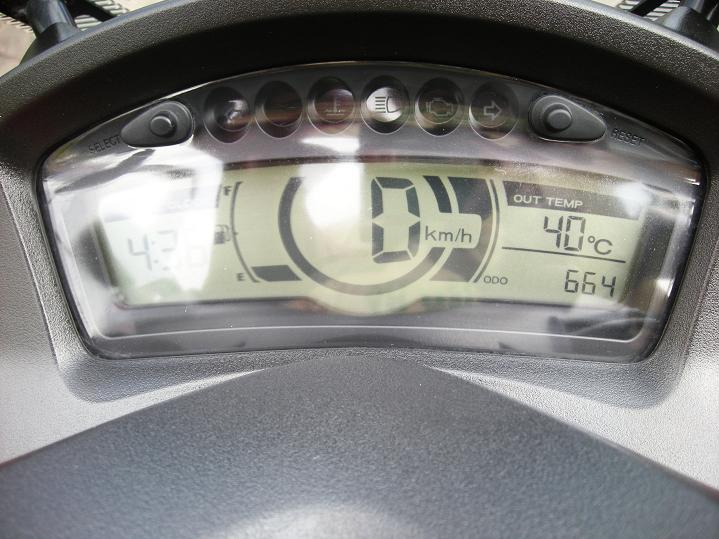 SELECT
RESET
F
E
0
km/h
OUT TEMP
40°C
ODO
664